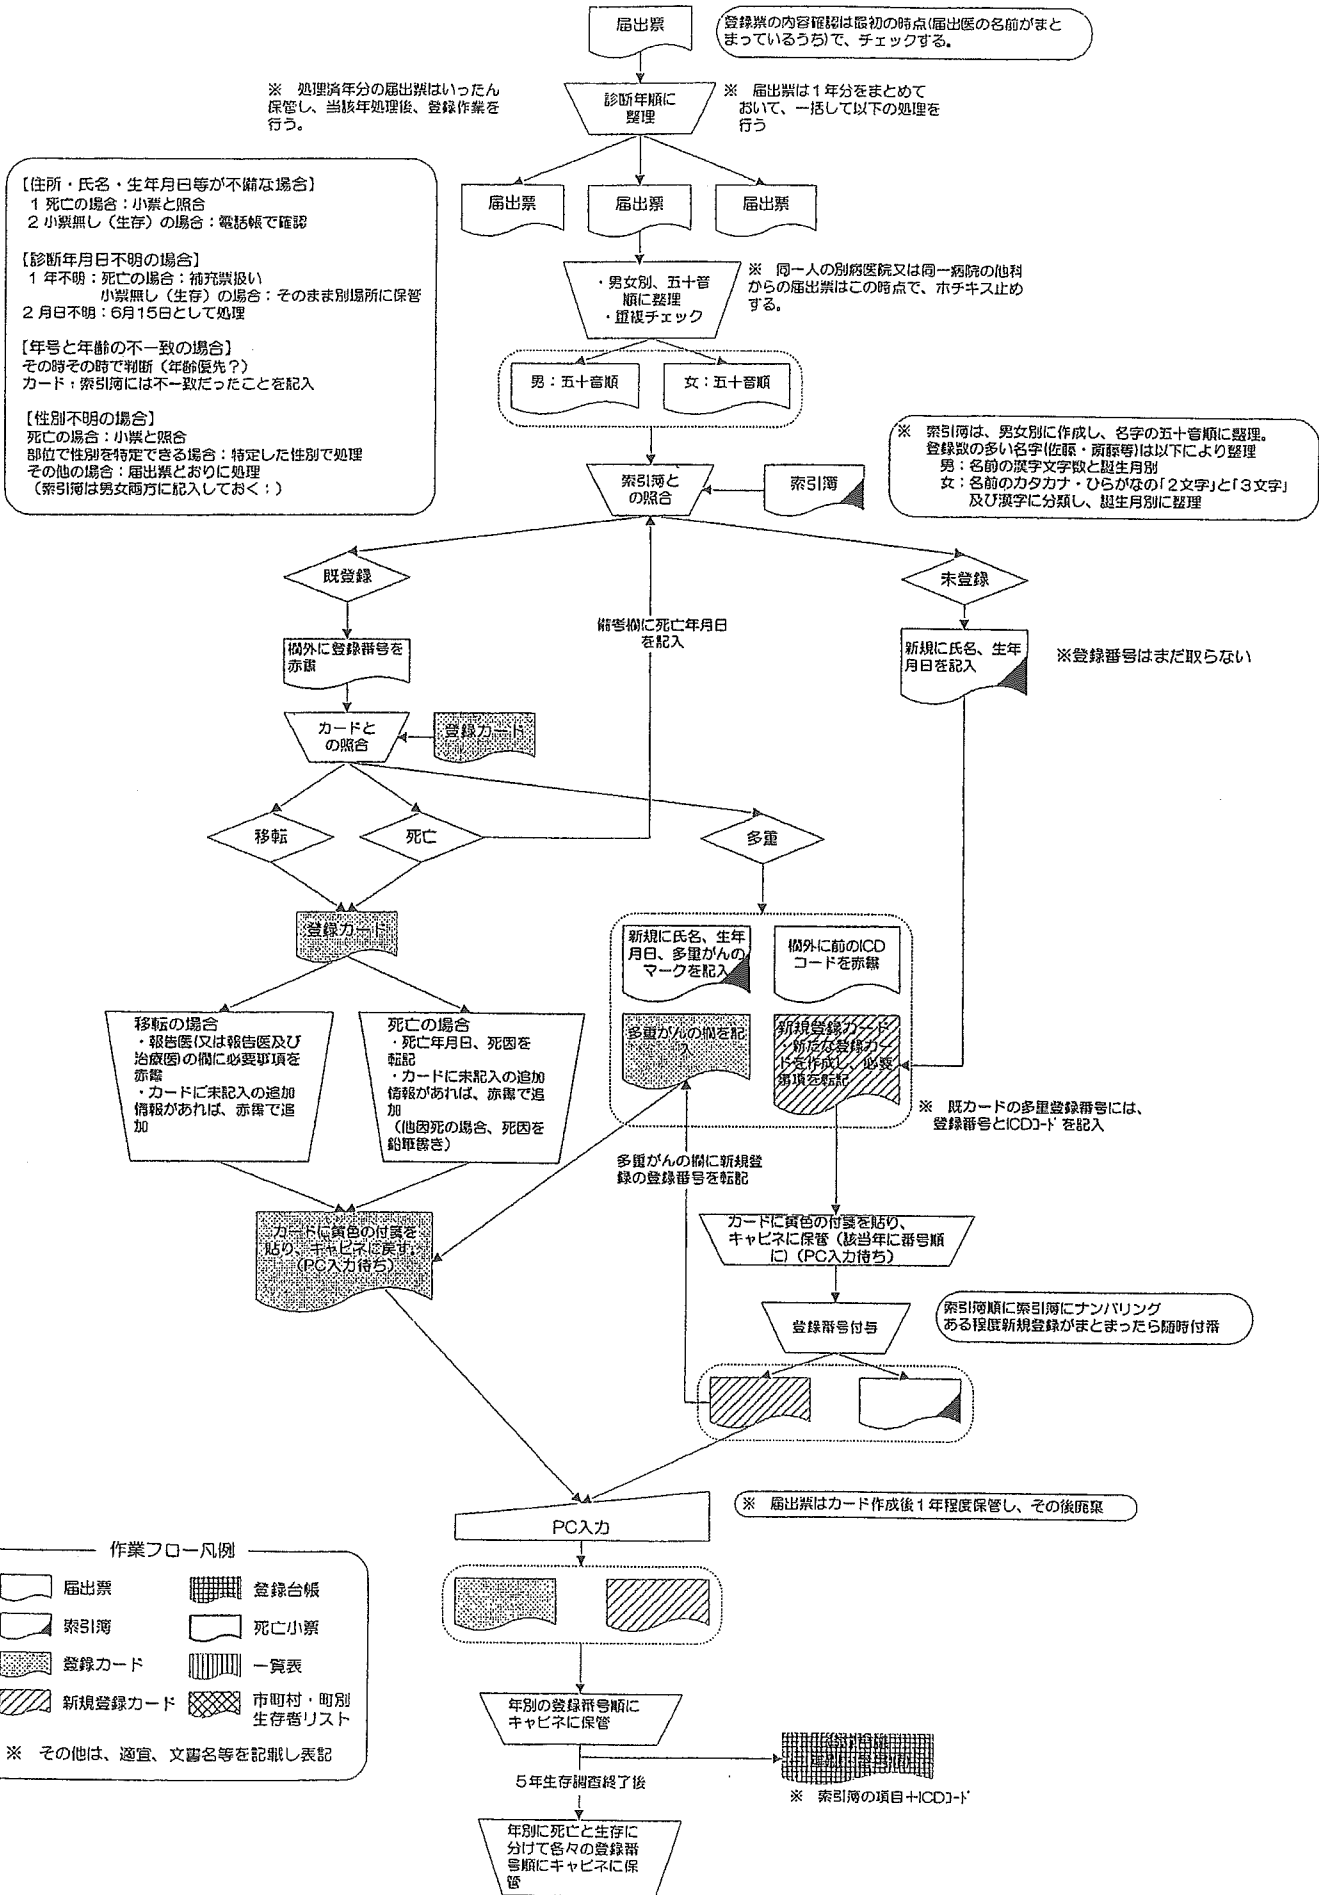 届出票
登録票の内容確認は最初の時点(届出医の名前がまと
まっているうち)で、チェックする。
※　処理済年分の届出票はいったん
保管し、当該年処理後、登録作業を
行う。
診断年順に
整理
※　届出票は1年分をまとめて
おいて、一括して以下の処理を
行う
【住所・氏名・生年月日等が不備な場合】
1 死亡の場合：小票と照合
2 小票無し（生存）の場合：電話帳で確認
【診断年月日不明の場合】
1 年不明：死亡の場合：補充票扱い
小票無し（生存）の場合：そのまま別場所に保管
2 月日不明：6月15日として処理
【年号と年齢の不一致の場合】
その時その時で判断（年齢優先？）
カード：索引簿には不一致だったことを記入
【性別不明の場合】
死亡の場合：小票と照合
部位で性別を特定できる場合：特定した性別で処理
その他の場合：届出票とおりに処理
（索引簿は男女両方に記入しておく：）
届出票
届出票
届出票
・男女別、五十音
順に整理
・重複チェック
※　同一人の別病医院又は同一病院の他科
からの届出票はこの時点で、ホチキス止め
する。
男：五十音順
女：五十音順
※　索引簿は、男女別に作成し、名字の五十音順に整理。
登録数の多い名字(佐藤・斎藤等)は以下により整理
男：名前の漢字文字数と誕生月別
女：名前のカタカナ・ひらがなの「2文字」と「3文字」
及び漢字に分類し、誕生月別に整理
索引簿と
の照合
索引簿
既登録
未登録
備考欄に死亡年月日
を記入
欄外に登録番号を
赤書
新規に氏名、生年
月日を記入
※登録番号はまだ取らない
カードと
の照合
登録カード
移転
死亡
多重
登録カード
新規に氏名、生年
月日、多重がんの
マークを記入
欄外に前のICD
コードを赤書
多重がんの欄を記
入
新規登録カード
・新たな登録カー
ドを作成し、必要
事項を転記
移転の場合
・報告医(又は報告医及び
治療医)の欄に必要事項を
赤書
・カードに未記入の追加
情報があれば、赤書で追
加
死亡の場合
・死亡年月日、死因を
転記
・カードに未記入の追加
情報があれば、赤書で追
加
（他因死の場合、死因を
鉛筆書き）
※　既カードの多重登録番号には、
登録番号とICDｺｰﾄﾞを記入
多重がんの欄に新規登
録の登録番号を転記
カードに黄色の付箋を
貼り、キャビネに戻す。
(PC入力待ち)
カードに黄色の付箋を貼り、
キャビネに保管（該当年に番号順
に）(PC入力待ち)
登録番号付与
索引簿順に索引簿にナンバリング
ある程度新規登録がまとまったら随時付番
PC入力
※　届出票はカード作成後1年程度保管し、その後廃棄
作業フロー凡例
届出票
登録台帳
索引簿
死亡小票
登録カード
一覧表
新規登録カード
市町村・町別
生存者リスト
※　その他は、適宜、文書名等を記載し表記
年別の登録番号順に
キャビネに保管
5年生存調査終了後
※　索引簿の項目＋ICDｺｰﾄﾞ
年別に死亡と生存に
分けて各々の登録番
号順にキャビネに保
管